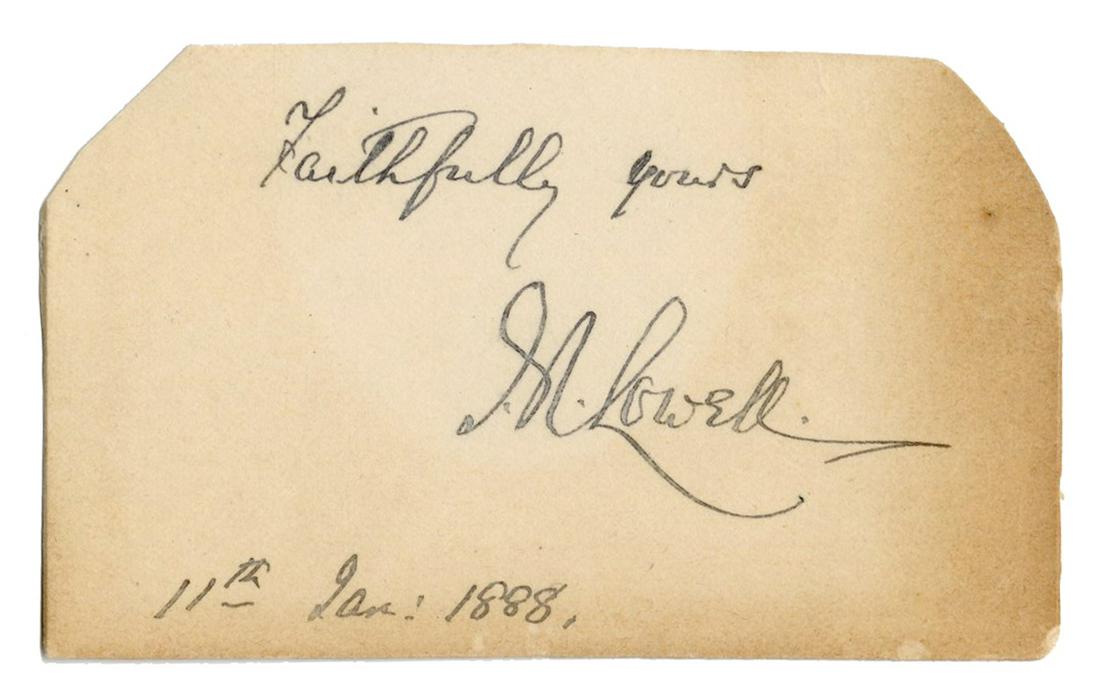 Faithfully yours
J.R. Lowell.
11th Jan: 1888.